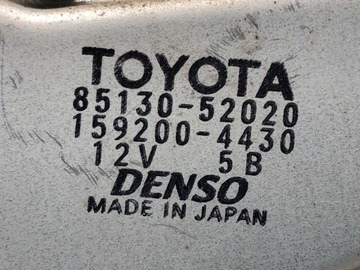 TOYOTA
85130-52020
159200-4430
12V 5B
DENSO
MADE IN JAPAN